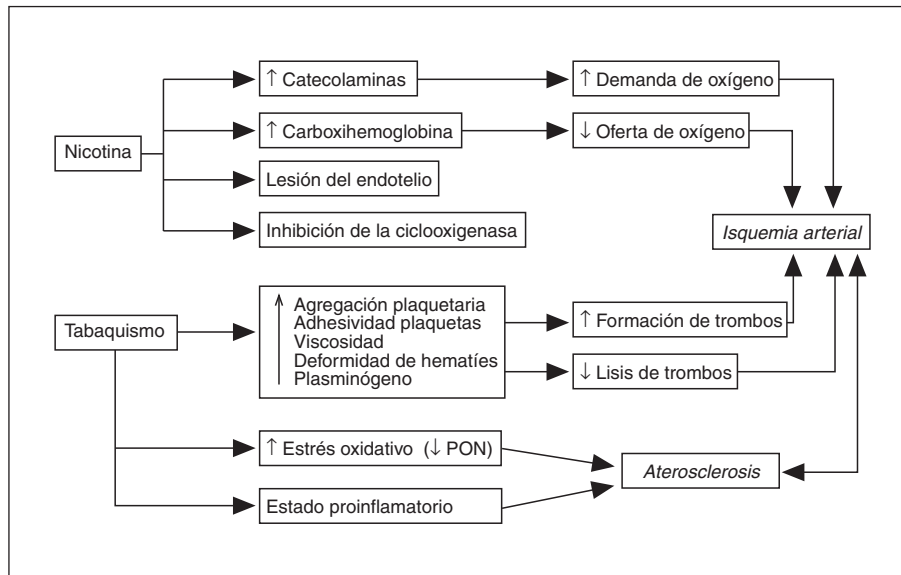 Nicotina
↑ Catecolaminas
↑ Demanda de oxígeno
↑ Carboxihemoglobina
↓ Oferta de oxígeno
Lesión del endotelio
Inhibición de la ciclooxigenasa
Isquemia arterial
Tabaquismo
↑ Agregación plaquetaria
Adhesividad plaquetas
Viscosidad
Deformidad de hematíes
Plasminógeno
↑ Formación de trombos
↓ Lisis de trombos
↑ Estrés oxidativo (↓ PON)
Estado proinflamatorio
Aterosclerosis